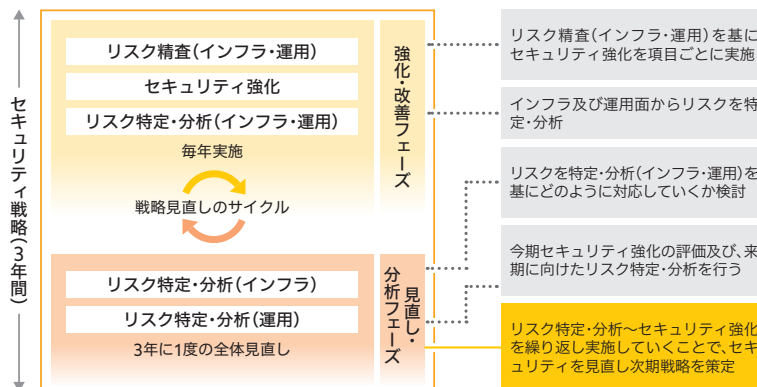 セキュリティ戦略(3年間)
リスク精査(インフラ・運用)
セキュリティ強化
リスク特定・分析(インフラ・運用)
毎年実施
戦略見直しのサイクル
強化・改善フェーズ
リスク特定・分析(インフラ)
リスク特定・分析(運用)
3年に1度の全体見直し
見直し・
分析フェーズ
リスク精査(インフラ・運用)を基に
セキュリティ強化を項目ごとに実施
インフラ及び運用面からリスクを特
定・分析
リスクを特定・分析(インフラ・運用)を
基にどのように対応していくか検討
今期セキュリティ強化の評価及び、来
期に向けたリスク特定・分析を行う
リスク特定・分析～セキュリティ強化
を繰り返し実施していくことで、セキ
ュリティを見直し次期戦略を策定